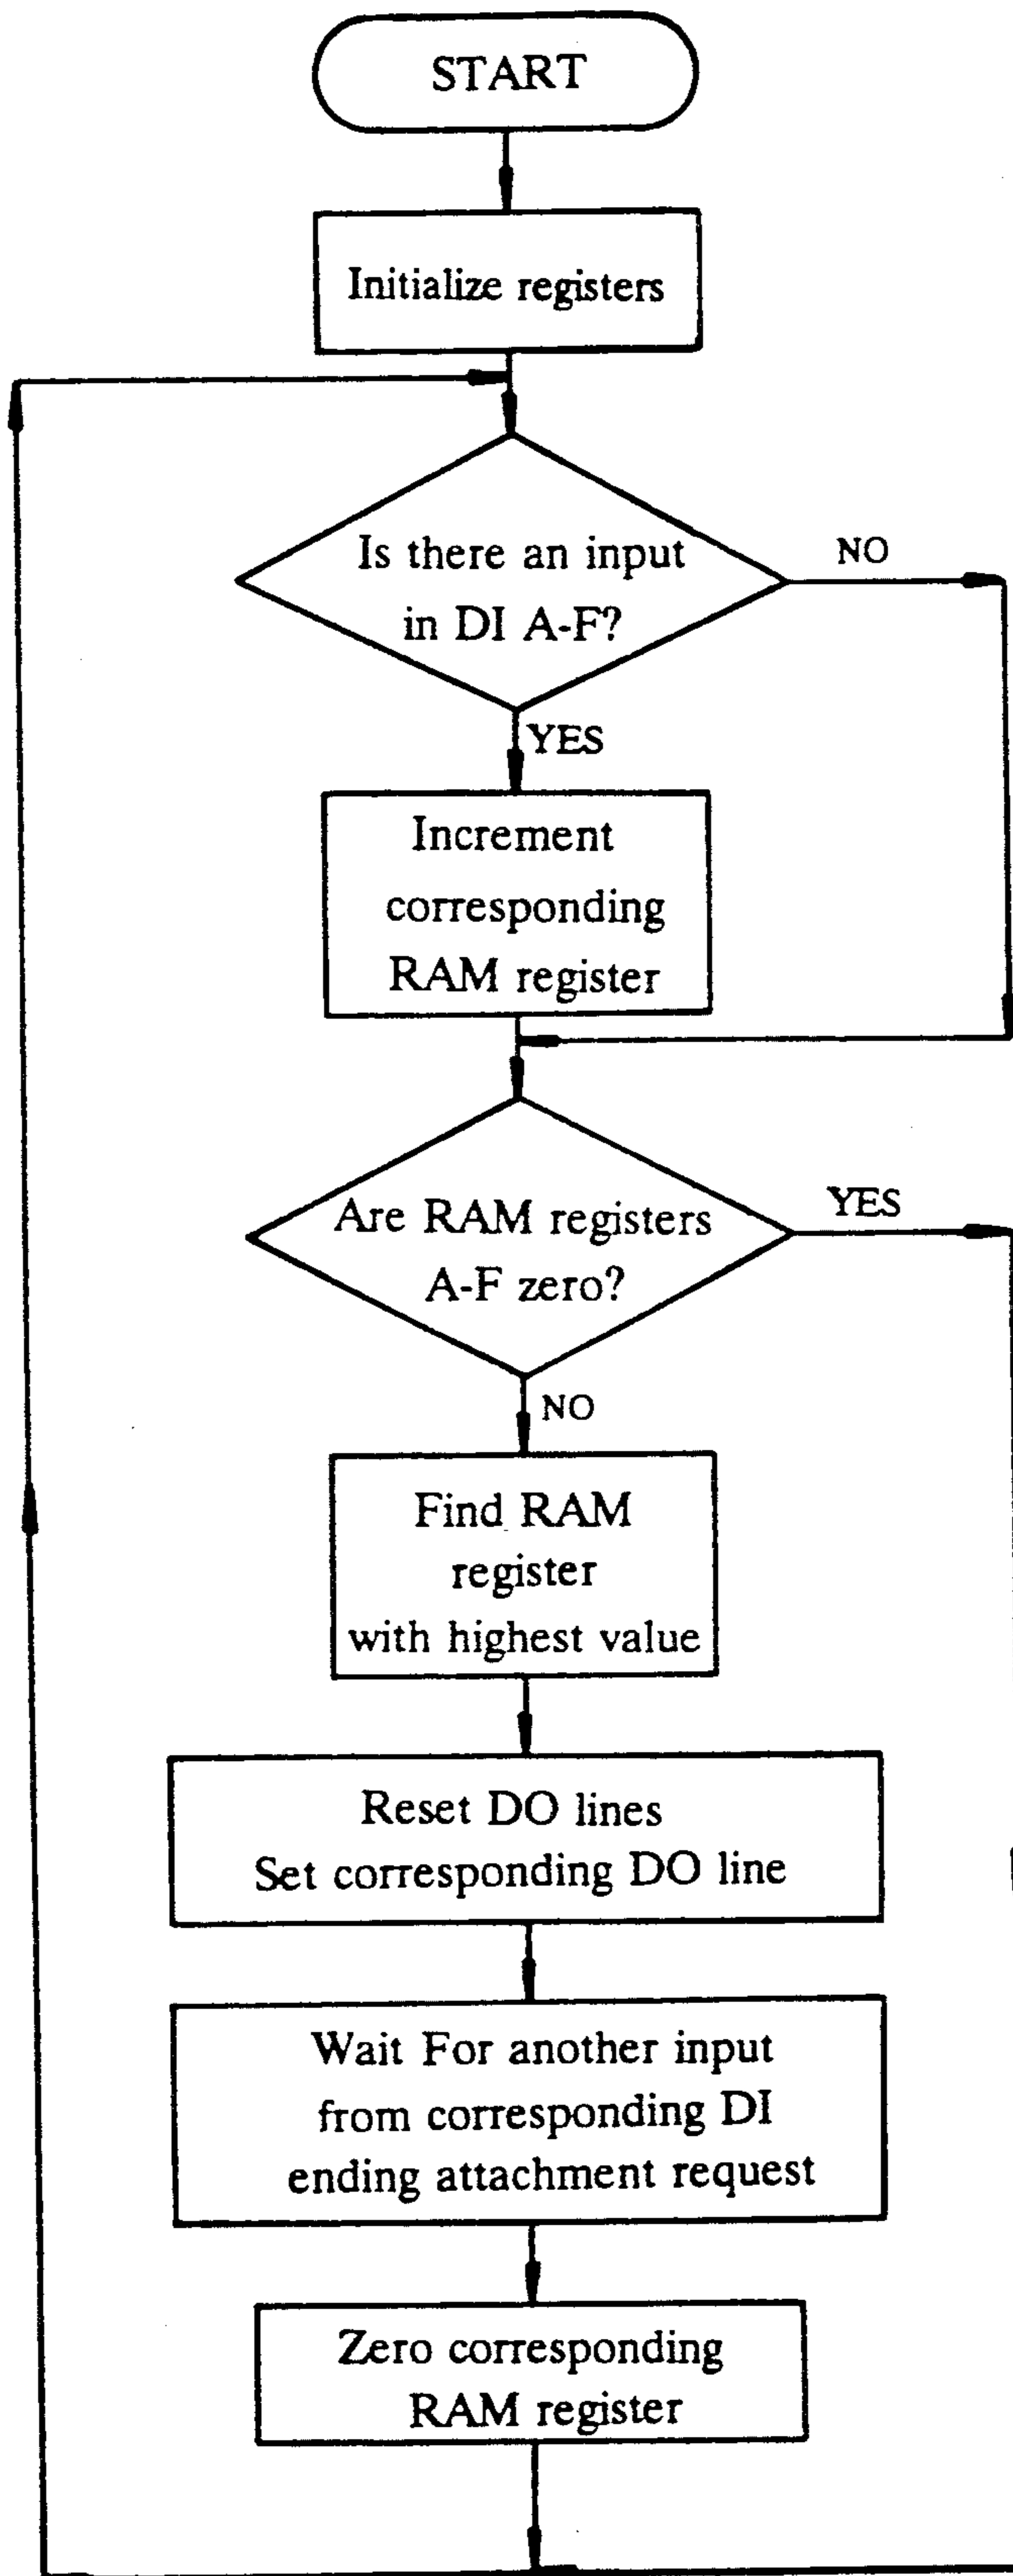 START
Initialize registers
Is there an input
in DI A-F?
NO
YES
Increment
corresponding
RAM register
Are RAM registers
A-F zero?
YES
NO
Find RAM
register
with highest value
Reset DO lines
Set corresponding DO line
Wait For another input
from corresponding DI
ending attachment request
Zero corresponding
RAM register